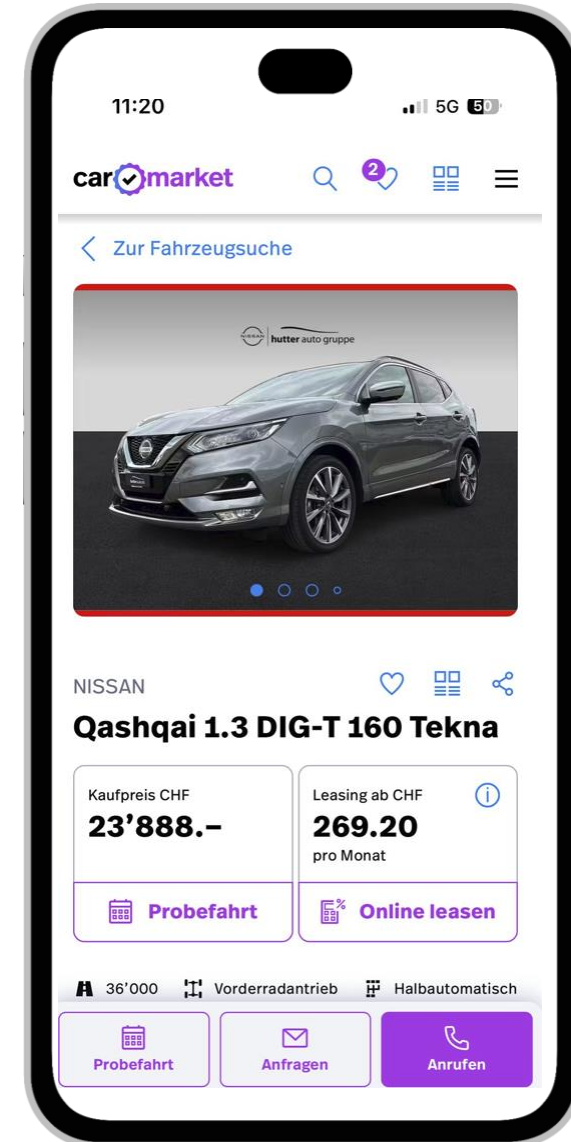 11:20 5G 50
car market 2
Zur Fahrzeugsuche
NISSAN hutter auto gruppe
NISSAN
Qashqai 1.3 DIG-T 160 Tekna
Kaufpreis CHF
23’888.–
Leasing ab CHF
269.20
pro Monat
Probefahrt
Online leasen
36’000 Vorderradantrieb Halbautomatisch
Probefahrt Anfragen Anrufen